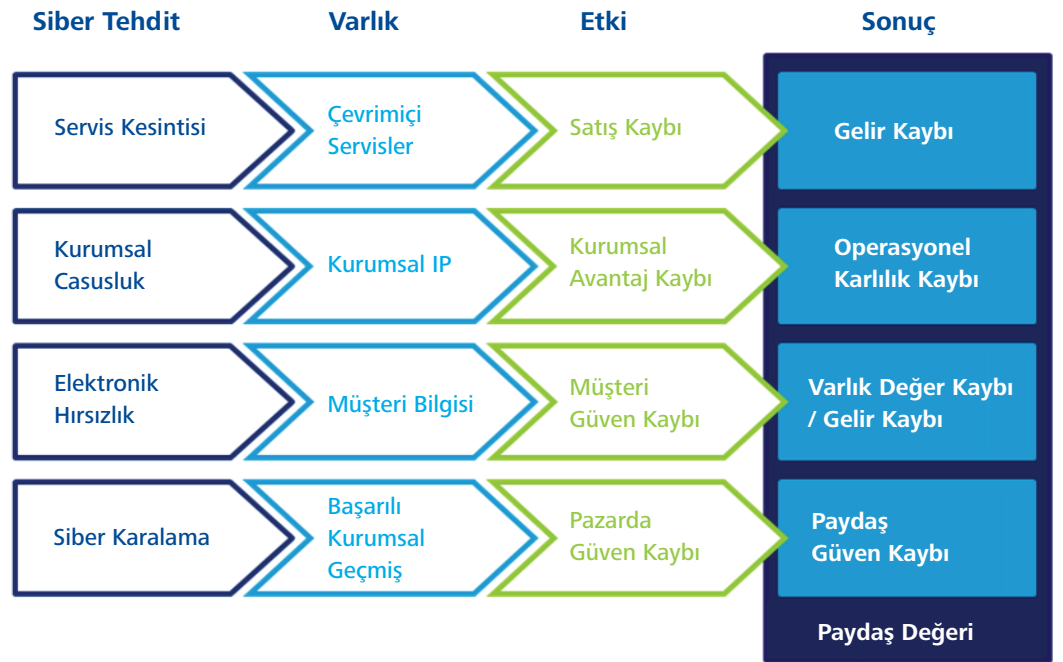 Siber Tehdit
Varlık
Etki
Sonuç
Servis Kesintisi
Çevrimiçi
Servisler
Satış Kaybı
Gelir Kaybı
Kurumsal
Casusluk
Kurumsal IP
Kurumsal
Avantaj Kaybı
Operasyonel
Karlılık Kaybı
Elektronik
Hırsızlık
Müşteri Bilgisi
Müşteri
Güven Kaybı
Varlık Değer Kaybı
/ Gelir Kaybı
Siber Karalama
Başarılı
Kurumsal
Geçmiş
Pazarda
Güven Kaybı
Paydaş
Güven Kaybı
Paydaş Değeri